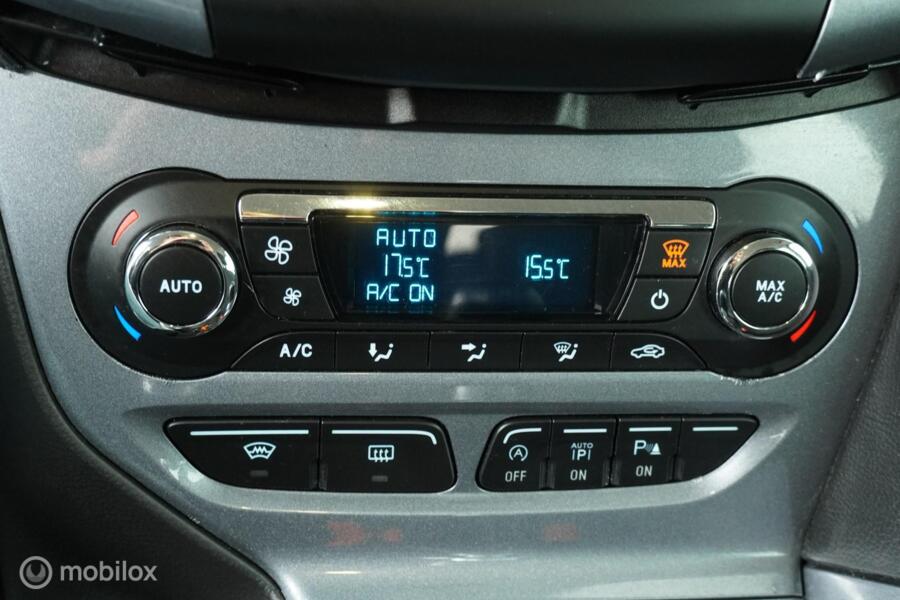 AUTO
AUTO
17.5°C
15.5°C
A/C ON
MAX
MAX
A/C
A/C
A
OFF
AUTO
P
ON
P
ON
mobilox